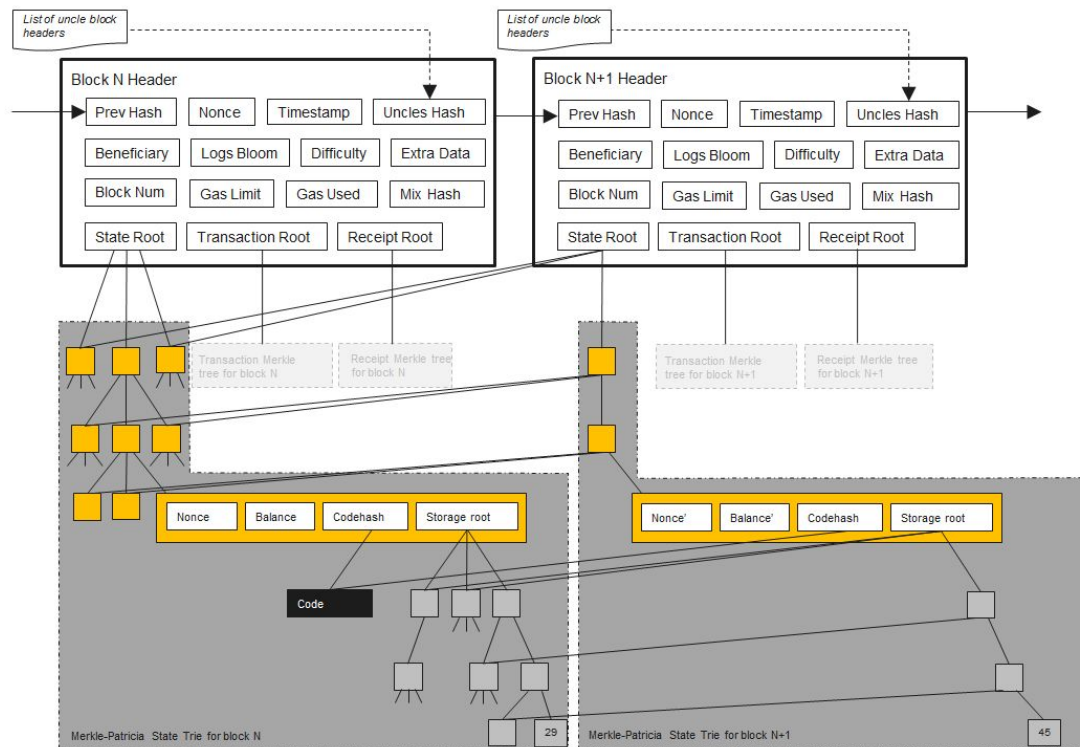 List of uncle block
headers
List of uncle block
headers
Block N Header
Prev Hash
Nonce
Timestamp
Uncles Hash
Beneficiary
Logs Bloom
Difficulty
Extra Data
Block Num
Gas Limit
Gas Used
Mix Hash
State Root
Transaction Root
Receipt Root
Block N+1 Header
Prev Hash
Nonce
Timestamp
Uncles Hash
Beneficiary
Logs Bloom
Difficulty
Extra Data
Block Num
Gas Limit
Gas Used
Mix Hash
State Root
Transaction Root
Receipt Root
Transaction Merkle
tree for block N
Receipt Merkle tree
for block N
Transaction Merkle
tree for block N+1
Receipt Merkle tree
for block N+1
Nonce
Balance
Codehash
Storage root
Nonce'
Balance'
Codehash
Storage root
Code
29
45
Merkle-Patricia State Trie for block N
Merkle-Patricia State Trie for block N+1